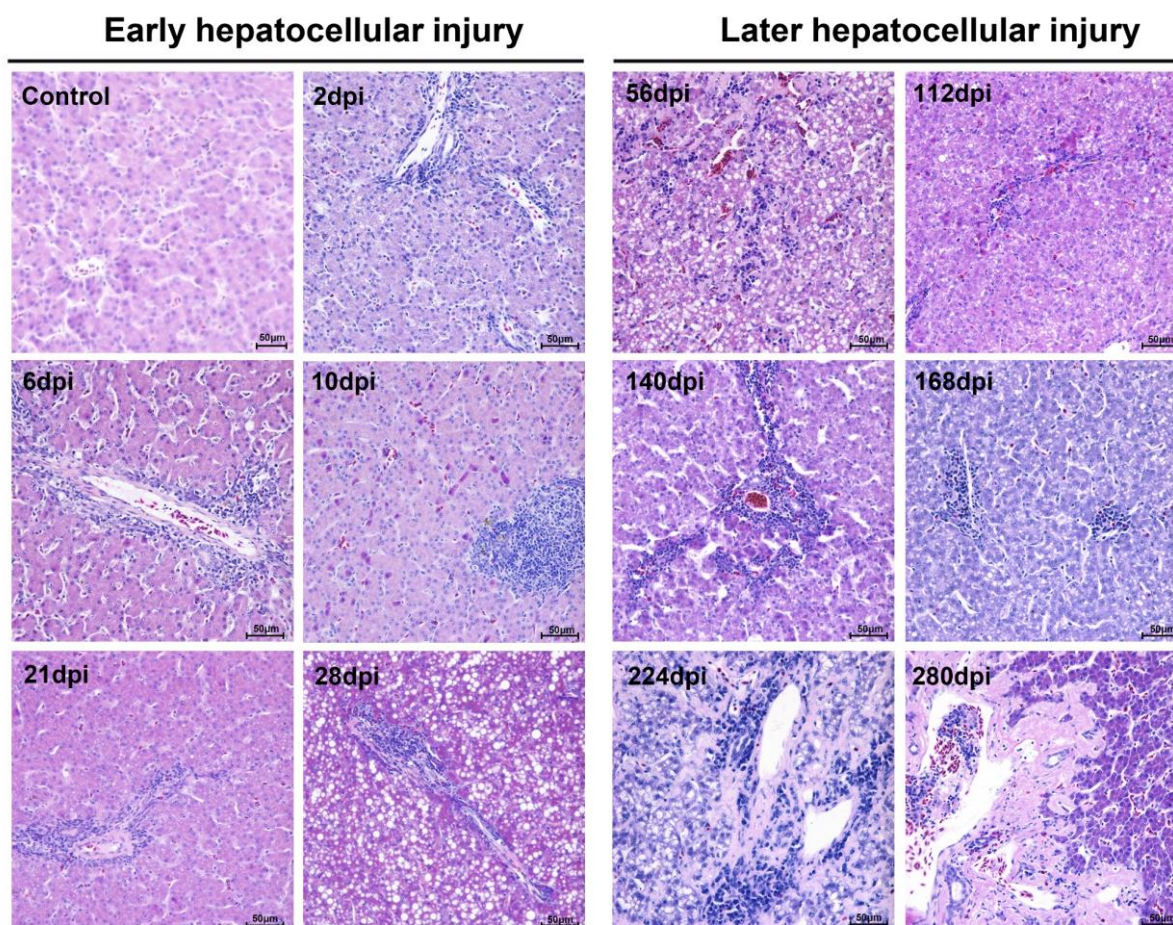 Early hepatocellular injury
Later hepatocellular injury
Control
2dpi
56dpi
112dpi
50μm
50μm
50μm
50μm
6dpi
10dpi
140dpi
168dpi
50μm
50μm
50μm
50μm
21dpi
28dpi
224dpi
280dpi
50μm
50μm
50μm
50μm